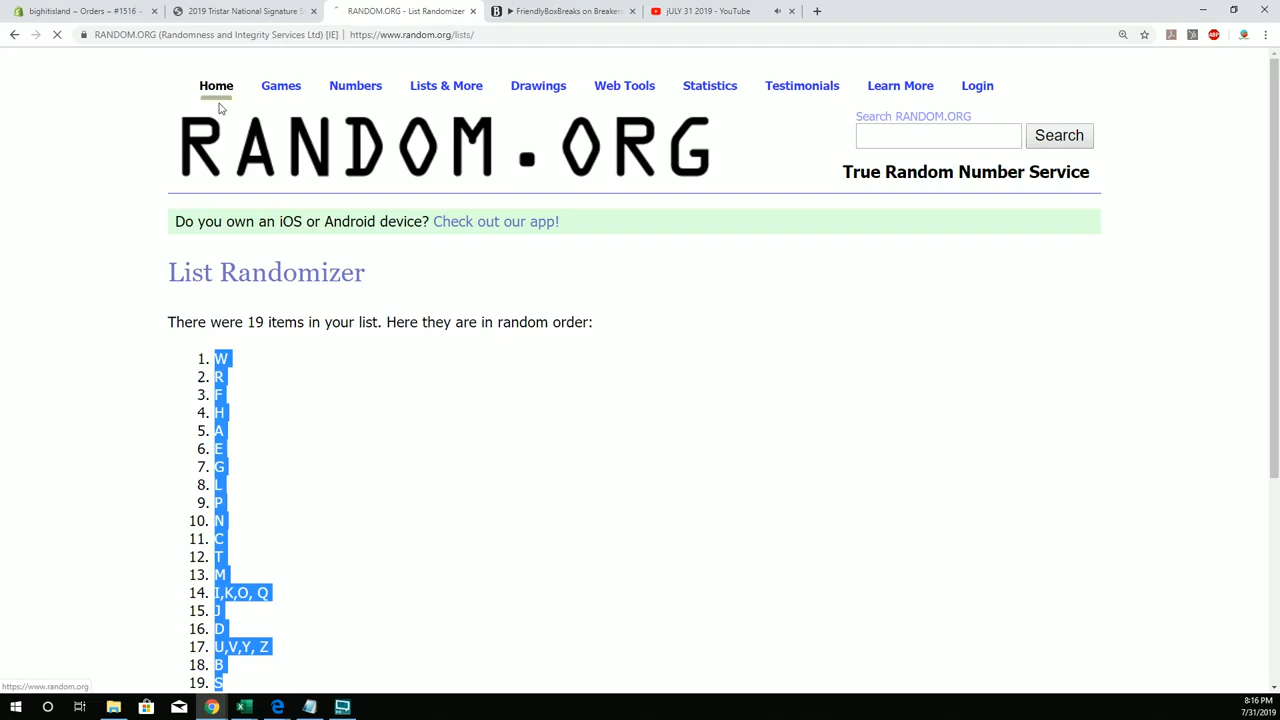 bighitisland ~ Orders ~ #1516 ~
2019 Tristar National Signature S
RANDOM.ORG - List Randomizer
FriendlyBoxBreaks on Breakers
jULY 31 2019 - YouTube
RANDOM.ORG (Randomness and Integrity Services Ltd) [IE] | https://www.random.org/lists/
Home Games Numbers Lists & More Drawings Web Tools Statistics Testimonials Learn More Login
Search RANDOM.ORG
RANDOM.ORG
Search
True Random Number Service
Do you own an iOS or Android device? Check out our app!
List Randomizer
There were 19 items in your list. Here they are in random order:
1. W
2. R
3. F
4. H
5. A
6. E
7. G
8. L
9. P
10. N
11. C
12. T
13. M
14. I,K,O, Q
15. J
16. D
17. U,V,Y, Z
18. B
19. S
https://www.random.org
8:16 PM
7/31/2019